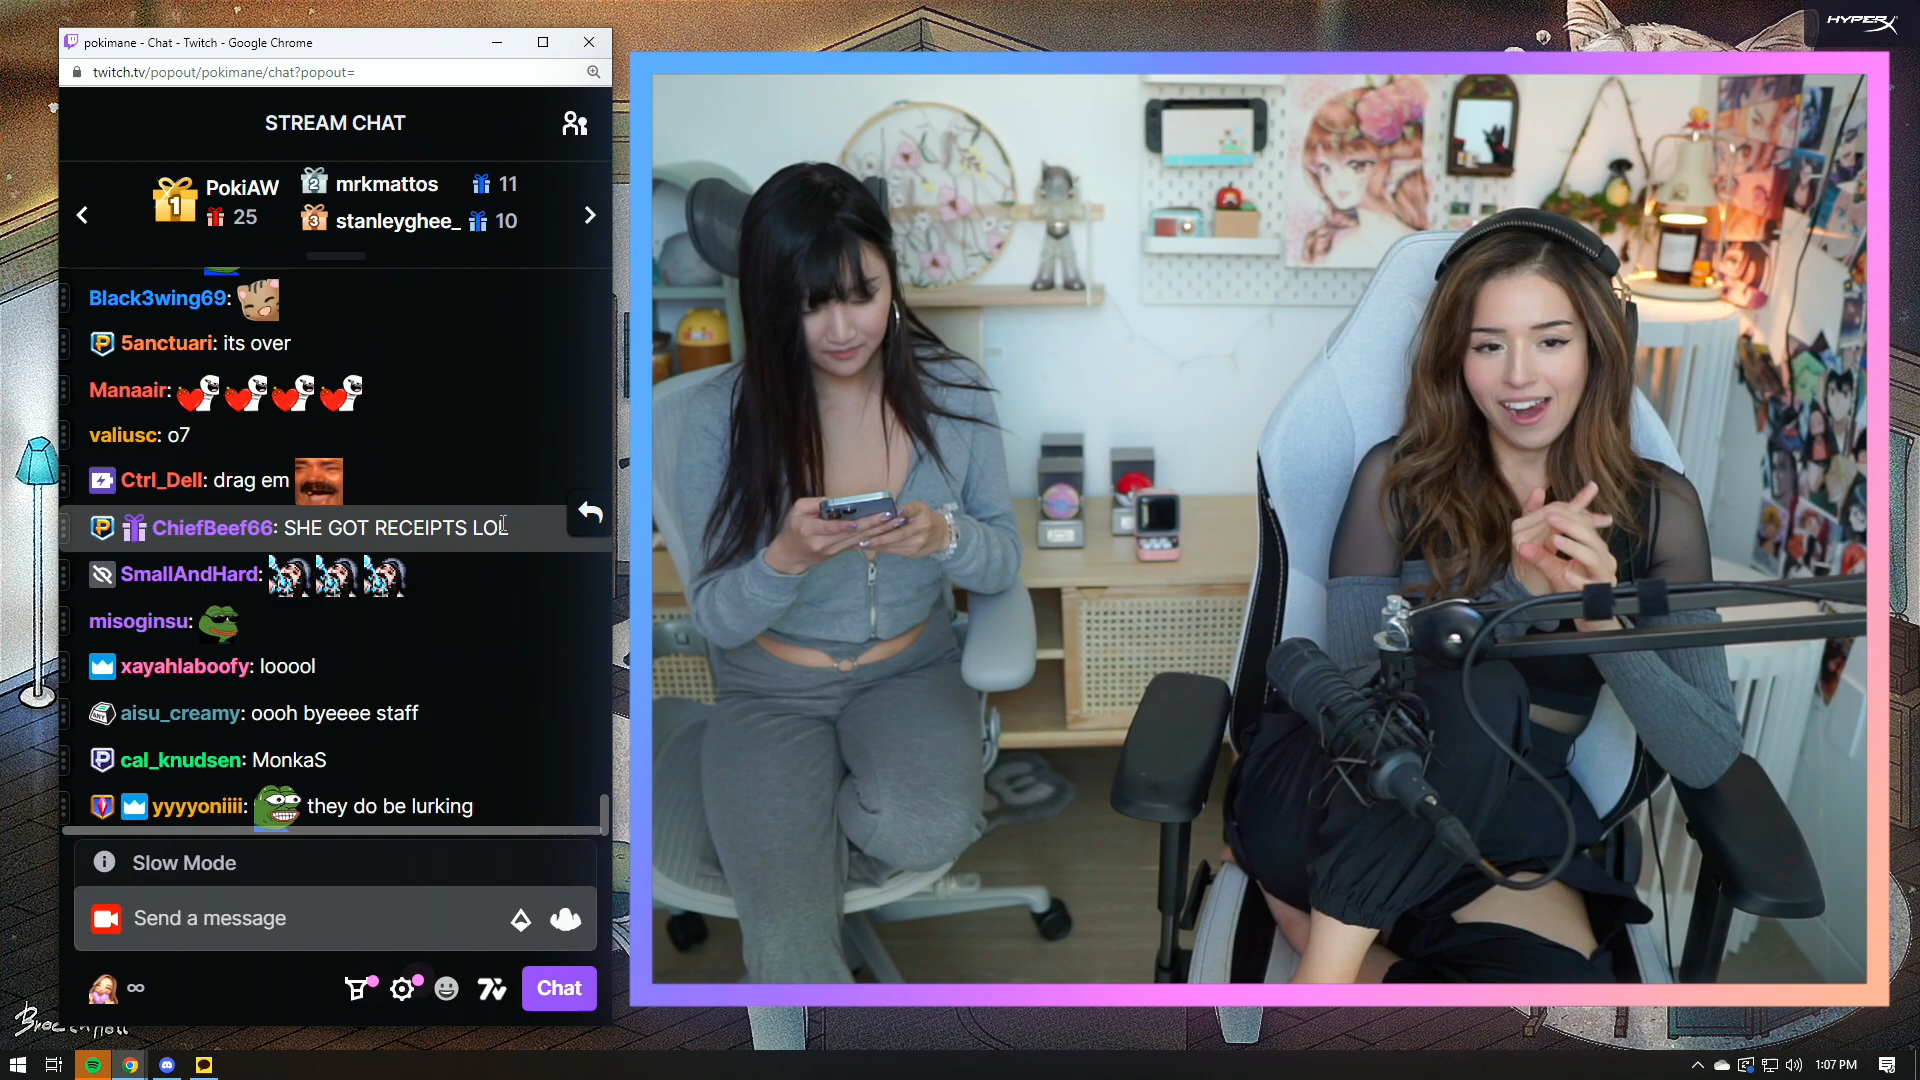 HYPERX
pokimane - Chat - Twitch - Google Chrome
twitch.tv/popout/pokimane/chat?popout=
STREAM CHAT
1
PokiAW
25
2
mrkmattos
11
3
stanleyghee_
10
Black3wing69:
5anctuari: its over
Manaair:
valiusc: o7
Ctrl_Dell: drag em
ChiefBeef66: SHE GOT RECEIPTS LOL
SmallAndHard:
misoginsu:
xayahlaboofy: looool
aisu_creamy: oooh byeeee staff
cal_knudsen: MonkaS
yyyyoniiii: they do be lurking
Slow Mode
Send a message
∞
Chat
1:07 PM